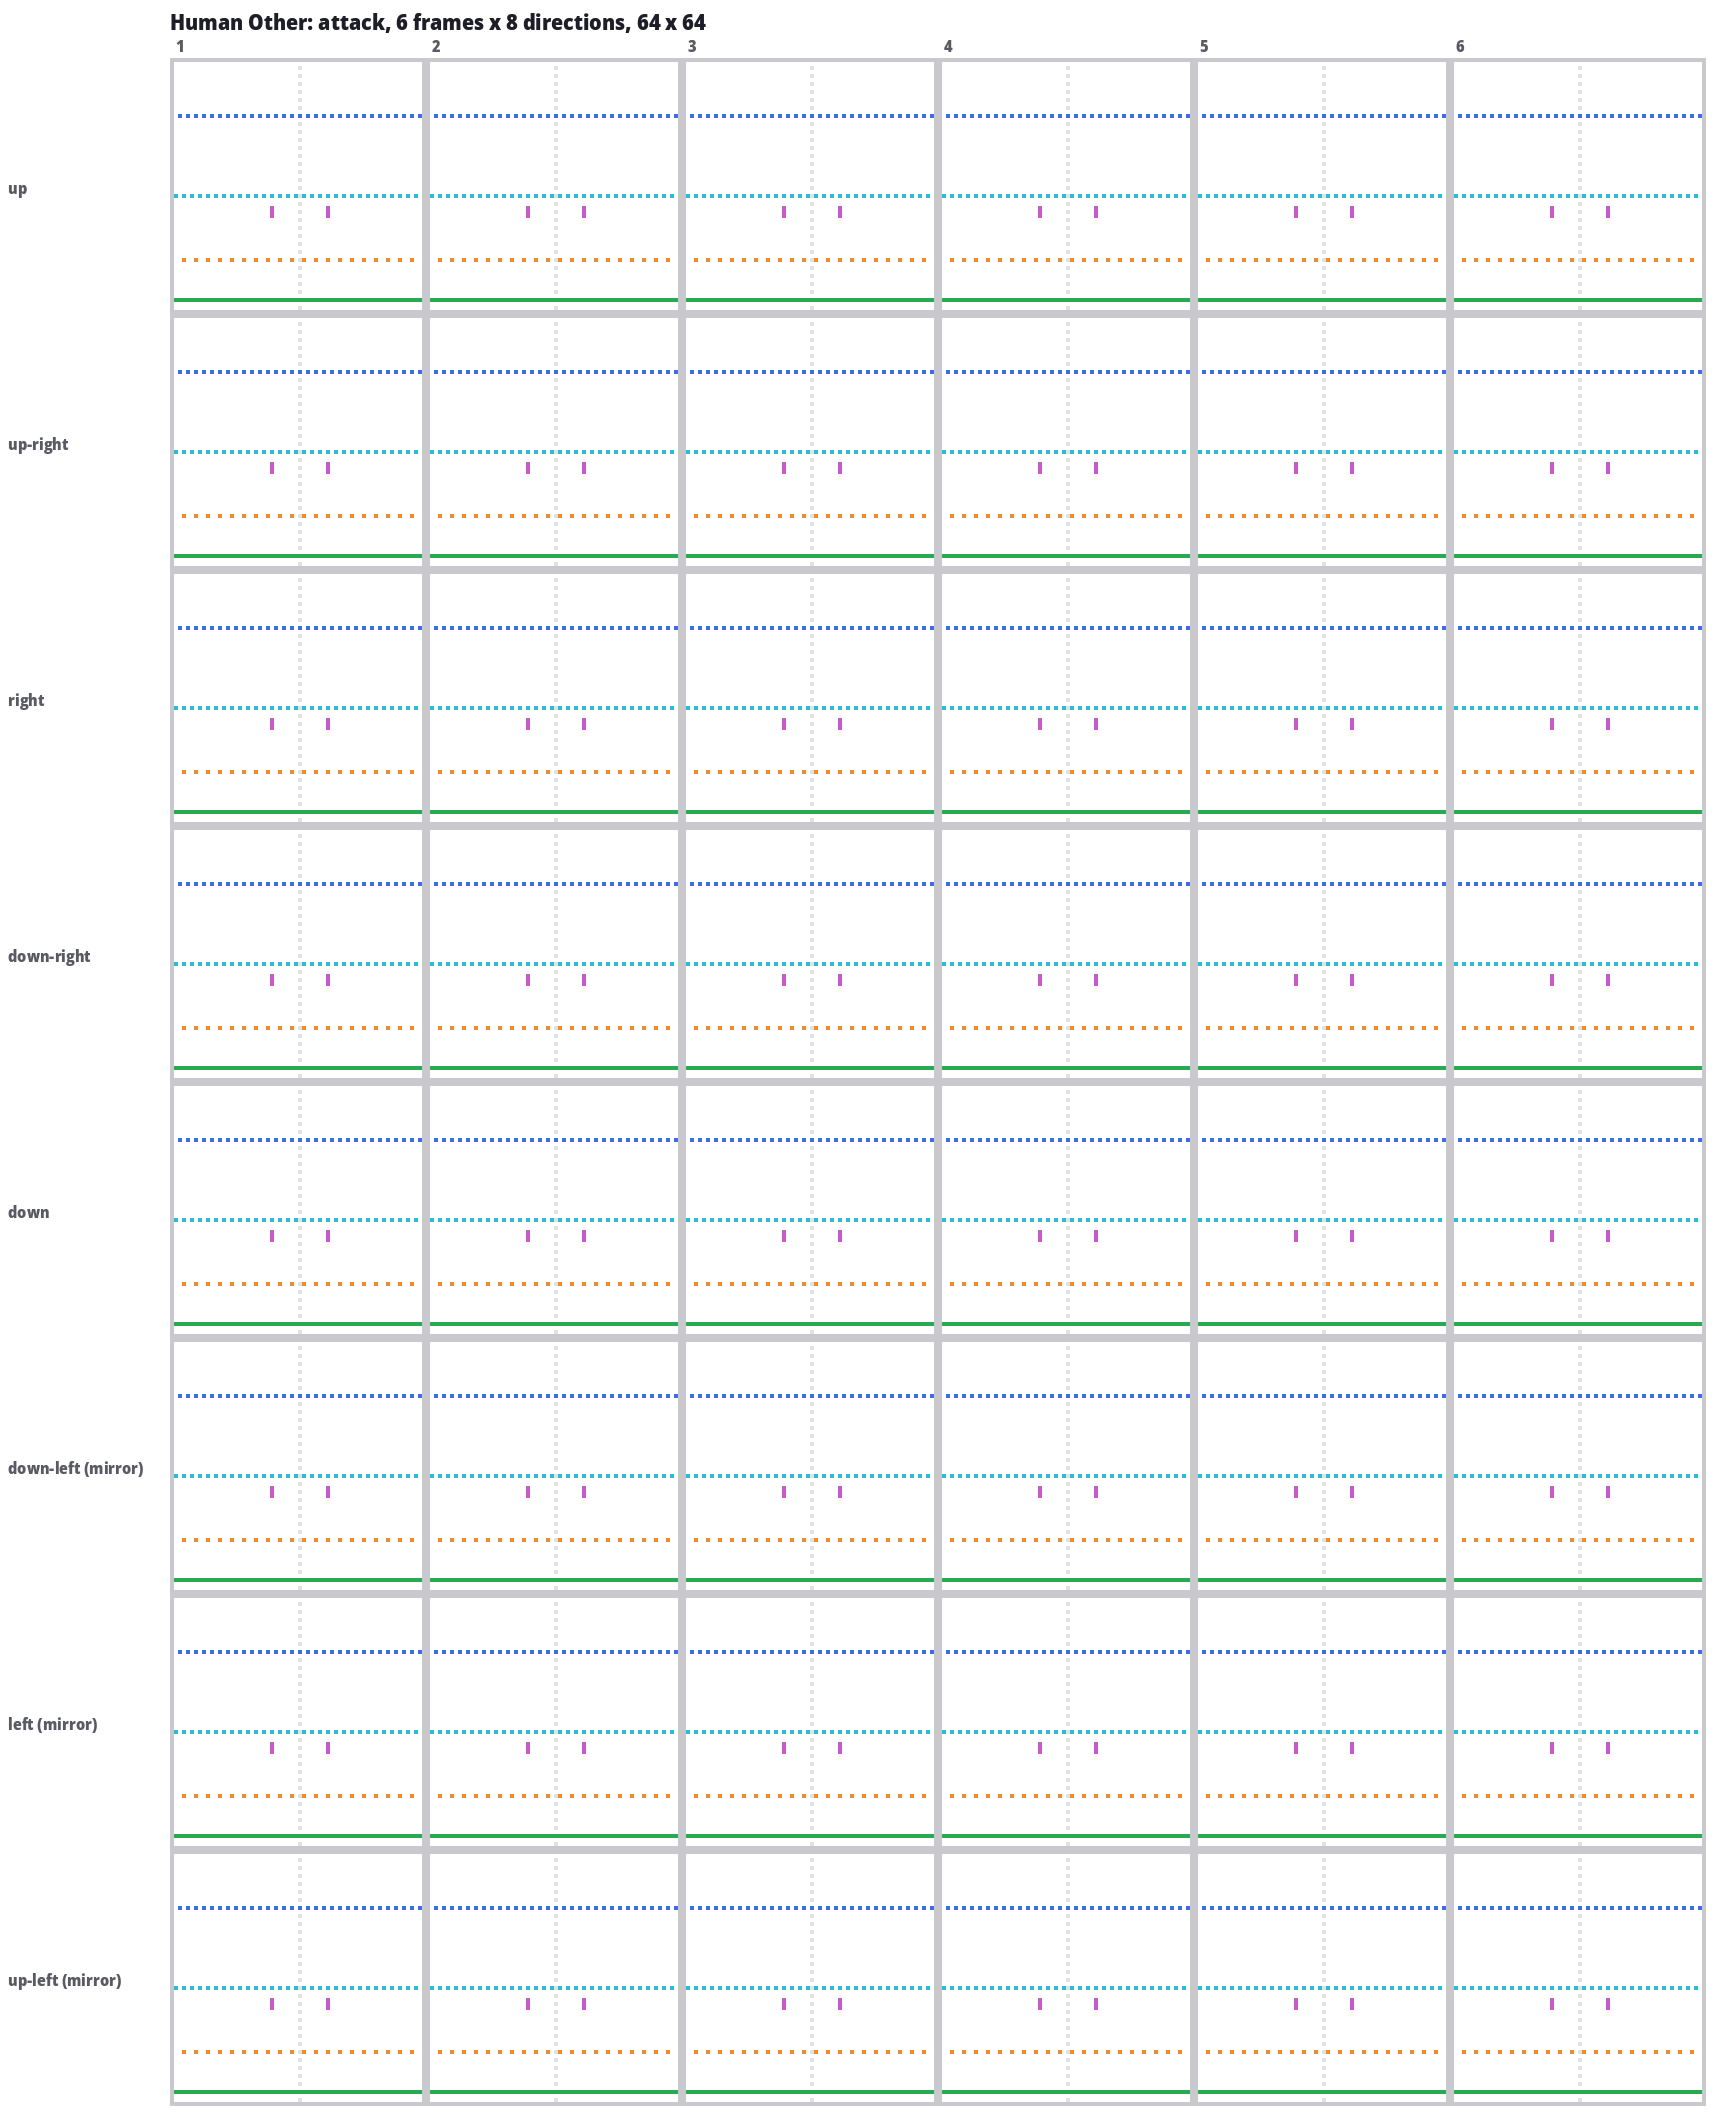 Human Other: attack, 6 frames x 8 directions, 64 x 64
1 2 3 4 5 6
up
up-right
right
down-right
down
down-left (mirror)
left (mirror)
up-left (mirror)